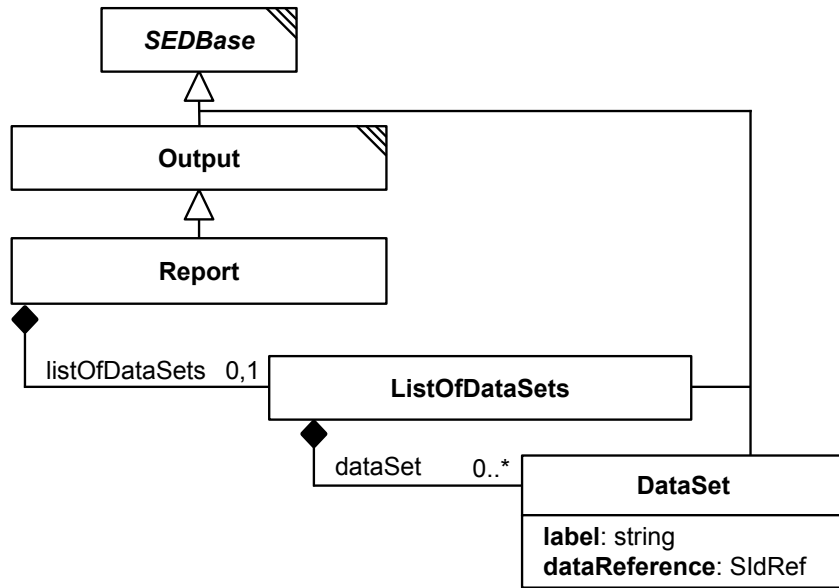 SEDBase
Output
Report
listOfDataSets 0,1
ListOfDataSets
dataSet 0..*
DataSet
label: string
dataReference: SIdRef